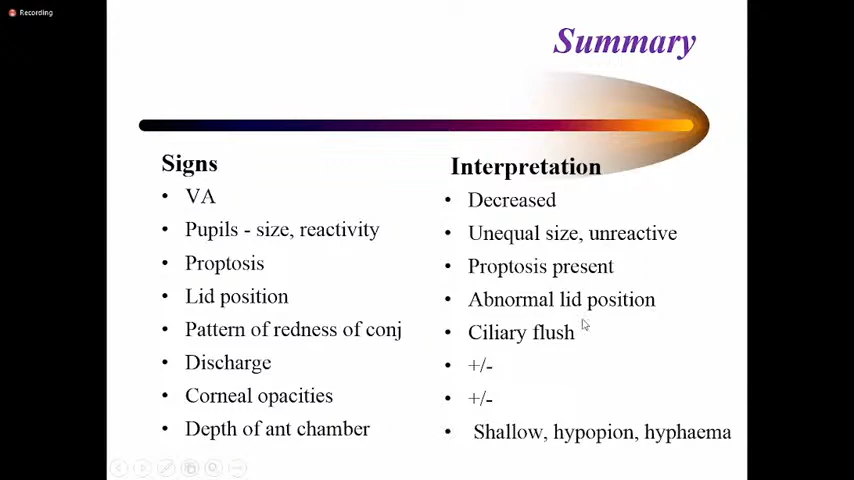 Recording
Summary
Signs
• VA
• Pupils - size, reactivity
• Proptosis
• Lid position
• Pattern of redness of conj
• Discharge
• Corneal opacities
• Depth of ant chamber
Interpretation
• Decreased
• Unequal size, unreactive
• Proptosis present
• Abnormal lid position
• Ciliary flush
• +/-
• +/-
• Shallow, hypopion, hyphaema